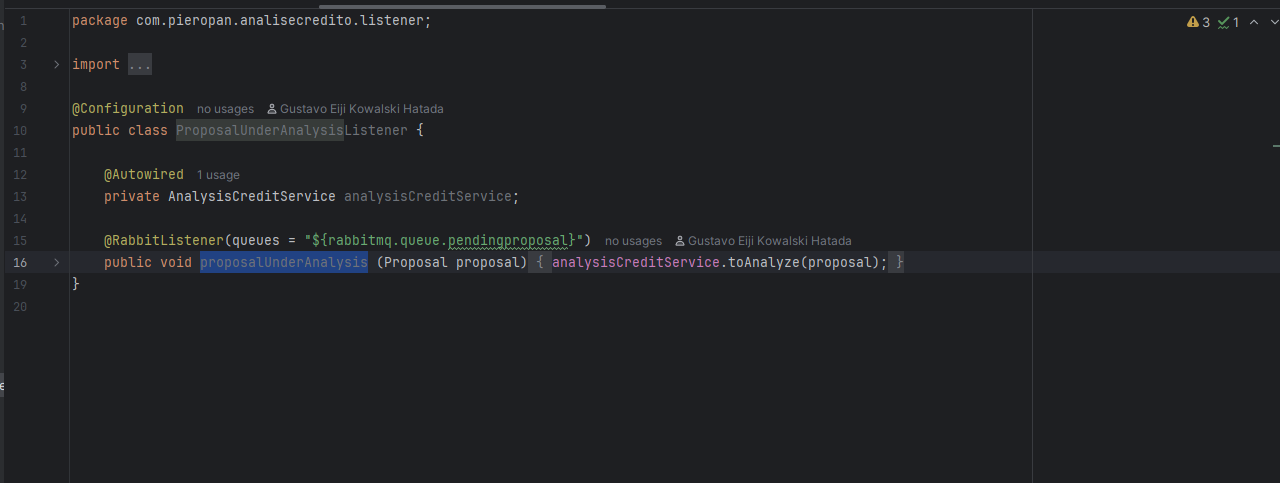 1 package com.pieropan.analisecredito.listener;
2
3 import ...
8
9 @Configuration no usages Gustavo Eiji Kowalski Hatada
10 public class ProposalUnderAnalysisListener {
11
12 @Autowired 1 usage
13 private AnalysisCreditService analysisCreditService;
14
15 @RabbitListener(queues = "${rabbitmq.queue.pendingproposal}") no usages Gustavo Eiji Kowalski Hatada
16 public void proposalUnderAnalysis (Proposal proposal) { analysisCreditService.toAnalyze(proposal); }
19 }
20
3 1